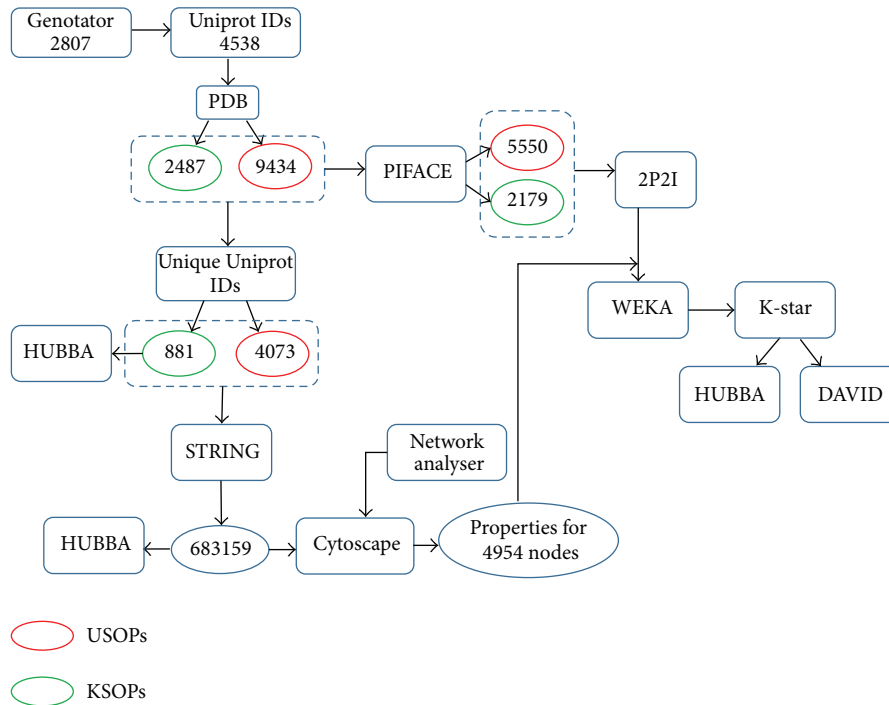 Genotator
2807
Uniprot IDs
4538
PDB
2487
9434
PIFACE
5550
2179
2P2I
Unique Uniprot
IDs
WEKA
K-star
HUBBA
881
4073
HUBBA
DAVID
STRING
Network
analyser
HUBBA
683159
Cytoscape
Properties for
4954 nodes
USOPs
KSOPs